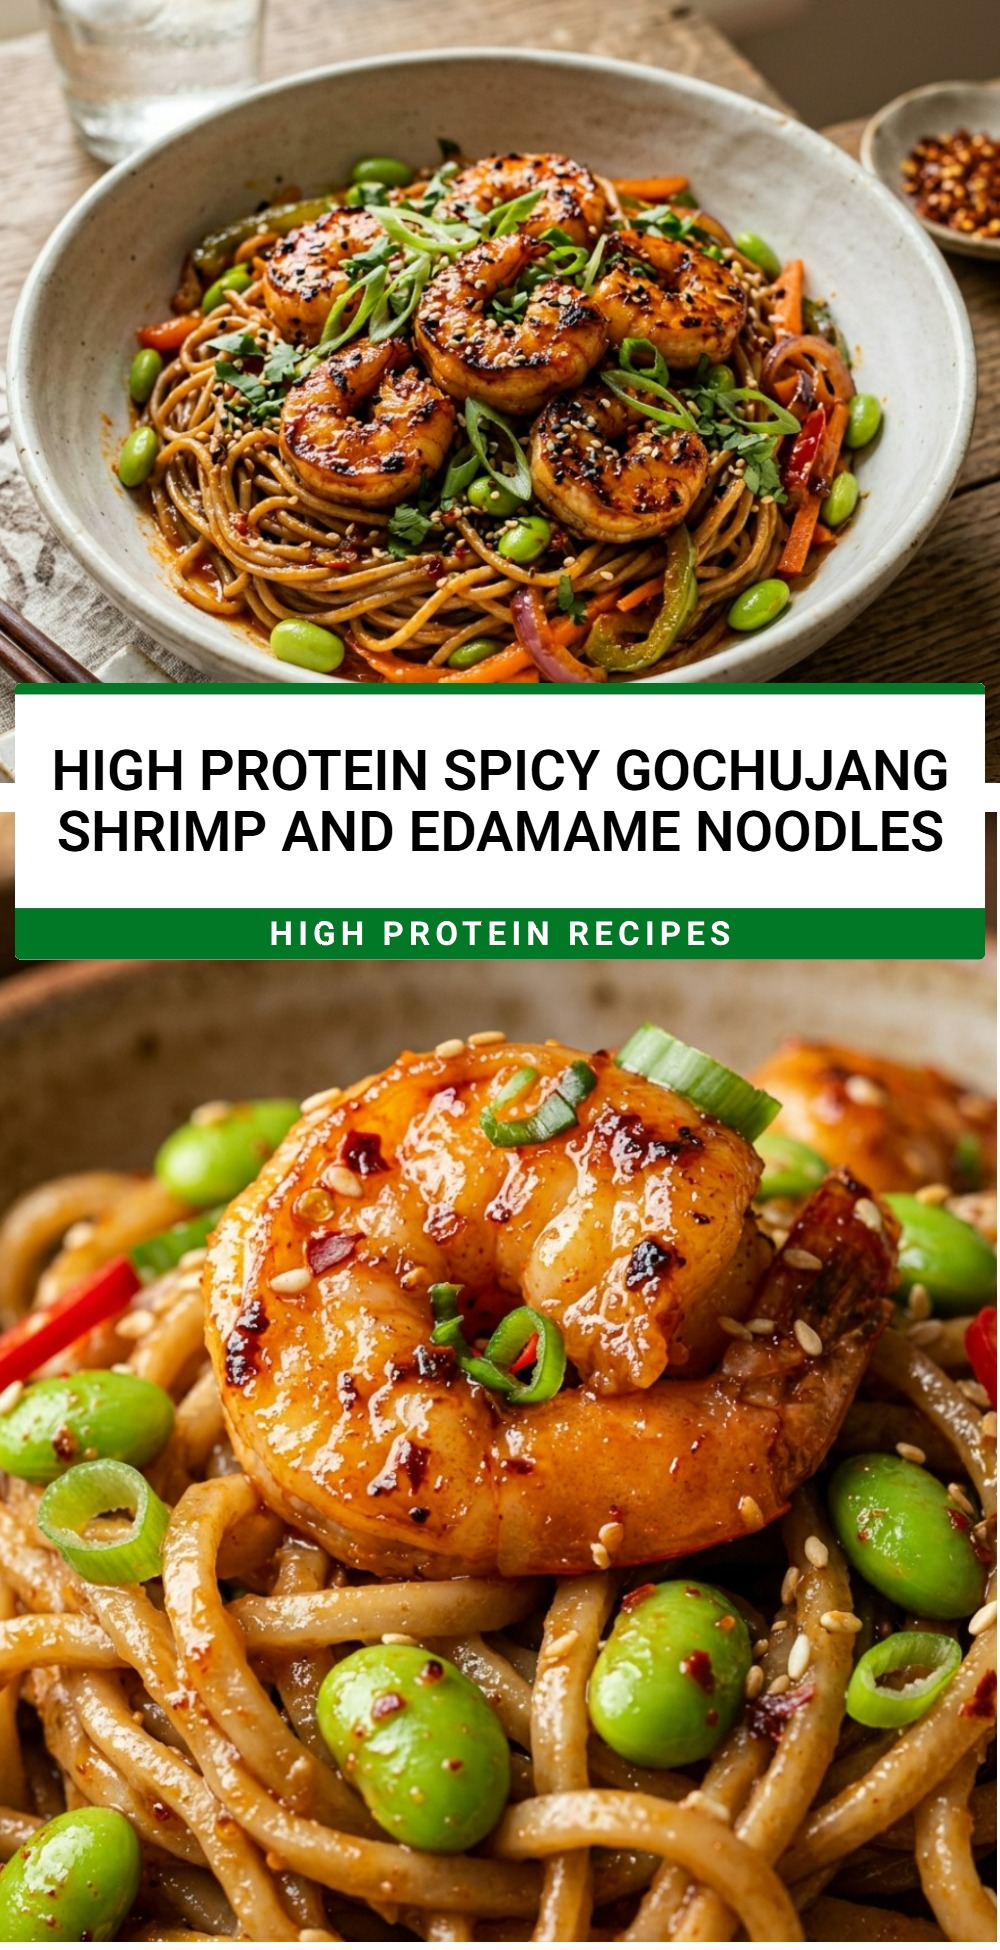 HIGH PROTEIN SPICY GOCHUJANG
SHRIMP AND EDAMAME NOODLES
HIGH PROTEIN RECIPES